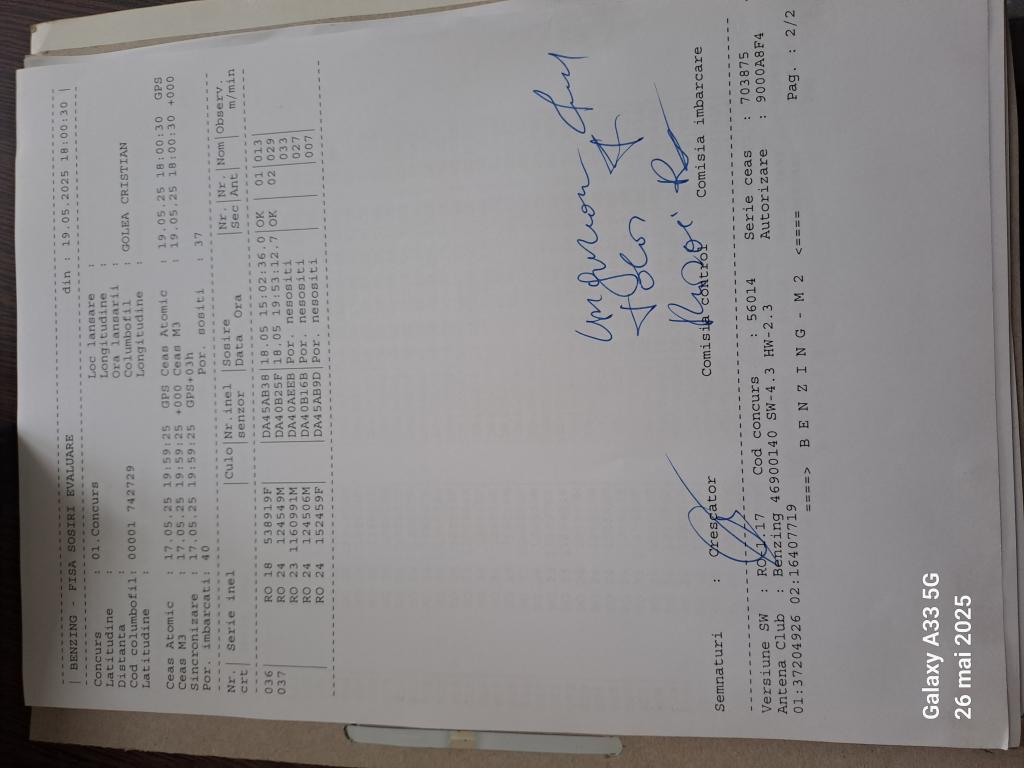 | BENZING - FISA SOSIRI EVALUARE din : 19.05.2025 18:00:30 |
Concurs : 01.Concurs Loc lansare :
Latitudine : Longitudine :
Distanta : Ora lansarii :
Cod columbofil: 00001 742729 Columbofil : GOLEA CRISTIAN
Latitudine : Longitudine :
Ceas Atomic : 17.05.25 19:59:25 GPS Ceas Atomic : 19.05.25 18:00:30 GPS
Ceas M3 : 17.05.25 19:59:25 +000 Ceas M3 : 19.05.25 18:00:30 +000
Sincronizare : 17.05.25 19:59:25 GPS+03h
Por. imbarcati: 40 Por. sositi : 37
Nr.| Serie inel |Culo|Nr.inel |Sosire |Nr.|Nr.|Nom|Observ.
crt| | |senzor |Data Ora |Sec|Ant| |m/min
036| RO 18 538919F| |DA45AB38|18.05 15:02:36,0|OK |01 |013|
037| RO 24 124549M| |DA40B25F|18.05 19:53:12,7|OK |02 |029|
| RO 23 1160991M| |DA40AEEB|Por. nesositi | | |033|
| RO 24 124506M| |DA40B16B|Por. nesositi | | |027|
| RO 24 152459F| |DA45AB9D|Por. nesositi | | |007|
Semnaturi : Crescator Comisia control Comisia imbarcare
Versiune SW : RO1.17 Cod concurs : 56014 Serie ceas : 703875
Antena Club : Benzing 46900140 SW-4.3 HW-2.3 Autorizare : 9000A8F4
01:37204926 02:16407719
====> B E N Z I N G - M 2 <==== Pag. : 2/2
Galaxy A33 5G
26 mai 2025